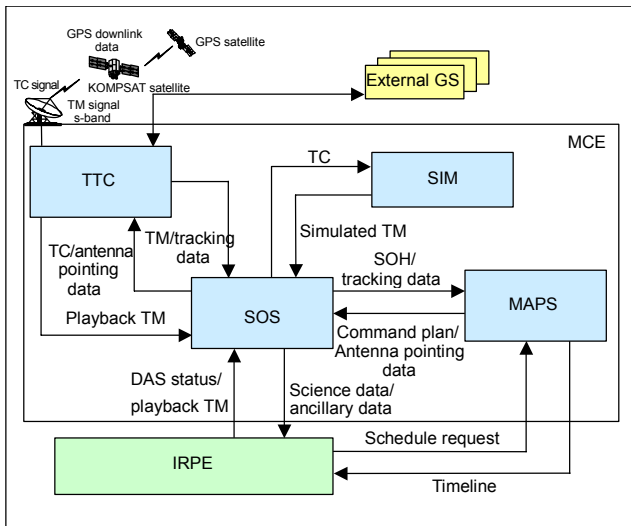 GPS downlink
data
GPS satellite
TC signal
KOMPSAT satellite
TM signal
s-band
External GS
MCE
TTC
TC
SIM
Simulated TM
TM/tracking
data
TC/antenna
pointing
data
SOH/
tracking data
SOS
MAPS
Playback TM
Command plan/
Antenna pointing
data
DAS status/
playback TM
Science data/
ancillary data
Schedule request
IRPE
Timeline